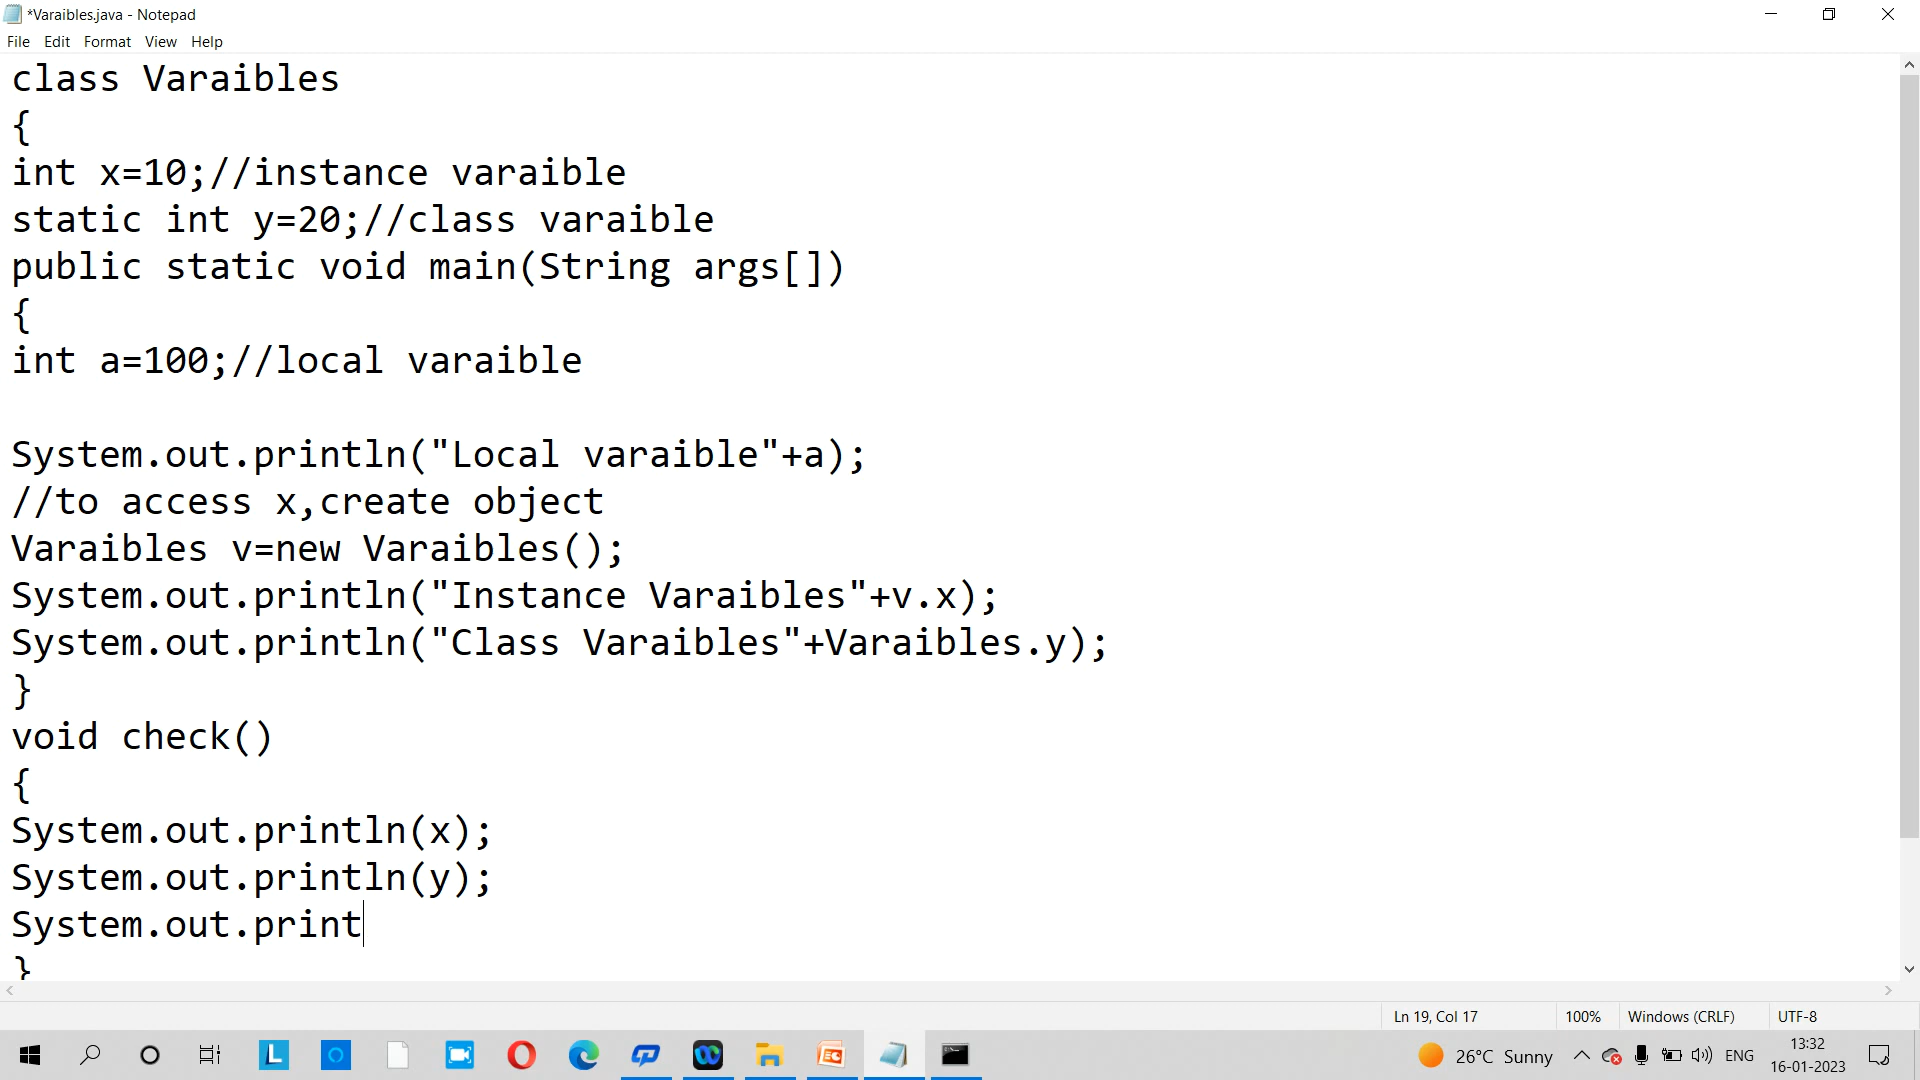 *Varaibles.java - Notepad
File Edit Format View Help
class Varaibles
{
int x=10;//instance varaible
static int y=20;//class varaible
public static void main(String args[])
{
int a=100;//local varaible
System.out.println("Local varaible"+a);
//to access x,create object
Varaibles v=new Varaibles();
System.out.println("Instance Varaibles"+v.x);
System.out.println("Class Varaibles"+Varaibles.y);
}
void check()
{
System.out.println(x);
System.out.println(y);
System.out.print
}
Ln 19, Col 17 100% Windows (CRLF) UTF-8
26°C Sunny ENG 13:32
16-01-2023